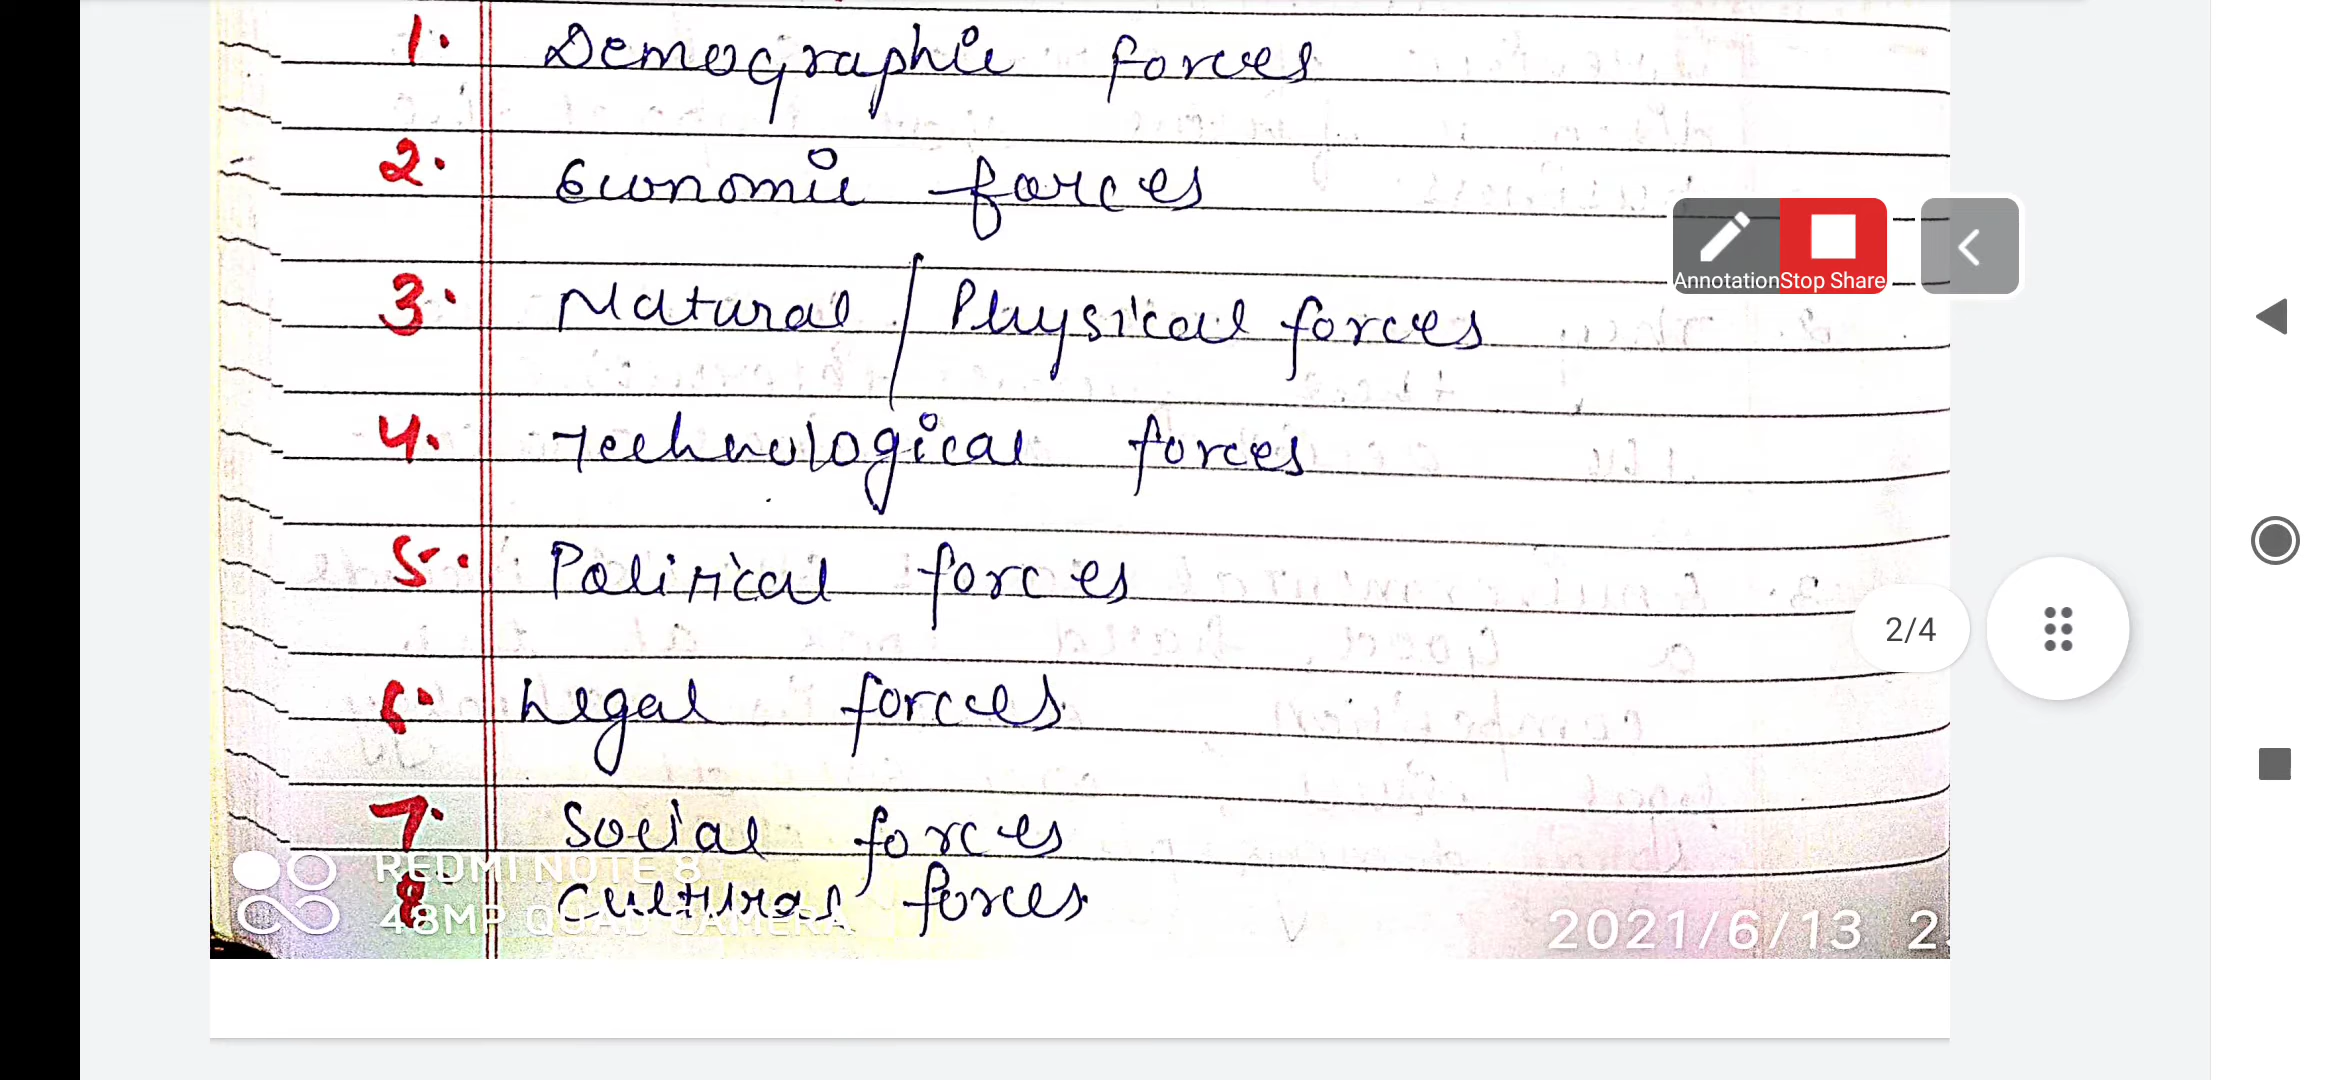 1. Demographic forces
2. Economic forces
Annotation Stop Share
3. Natural / Physical forces
4. Technological forces
5. Political forces
2/4
6. Legal forces
7. Social forces
REDMI NOTE 8
8 Cultural forces
48MP QUAD CAMERA
2021/6/13 2